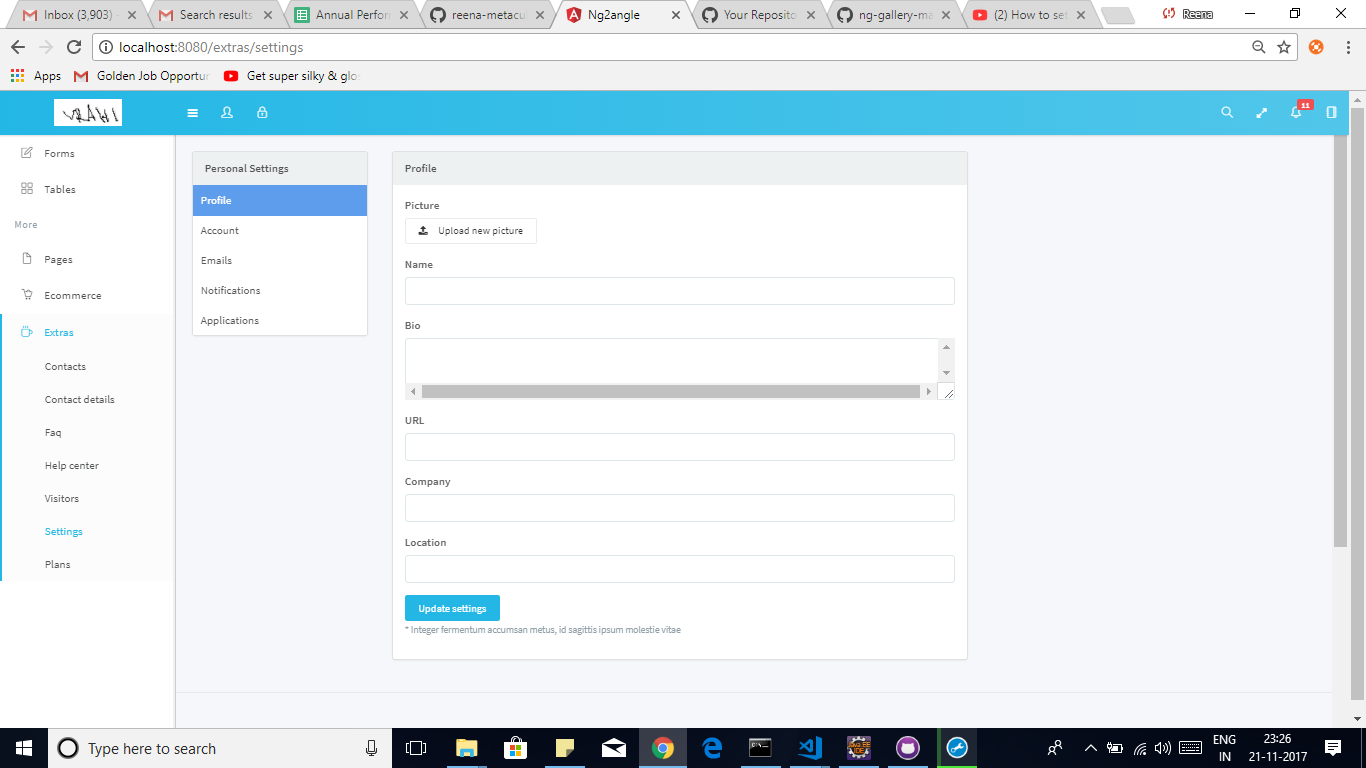 Inbox (3,903) -
Search results
Annual Perfor
reena-metacu
Ng2angle
Your Reposito
ng-gallery-ma
(2) How to set
Reena
localhost:8080/extras/settings
Apps
Golden Job Opportun
Get super silky & glo
11
Forms
Tables
More
Pages
Ecommerce
Extras
Contacts
Contact details
Faq
Help center
Visitors
Settings
Plans
Personal Settings
Profile
Account
Emails
Notifications
Applications
Profile
Picture
Upload new picture
Name
Bio
URL
Company
Location
Update settings
* Integer fermentum accumsan metus, id sagittis ipsum molestie vitae
Type here to search
ENG
IN
23:26
21-11-2017